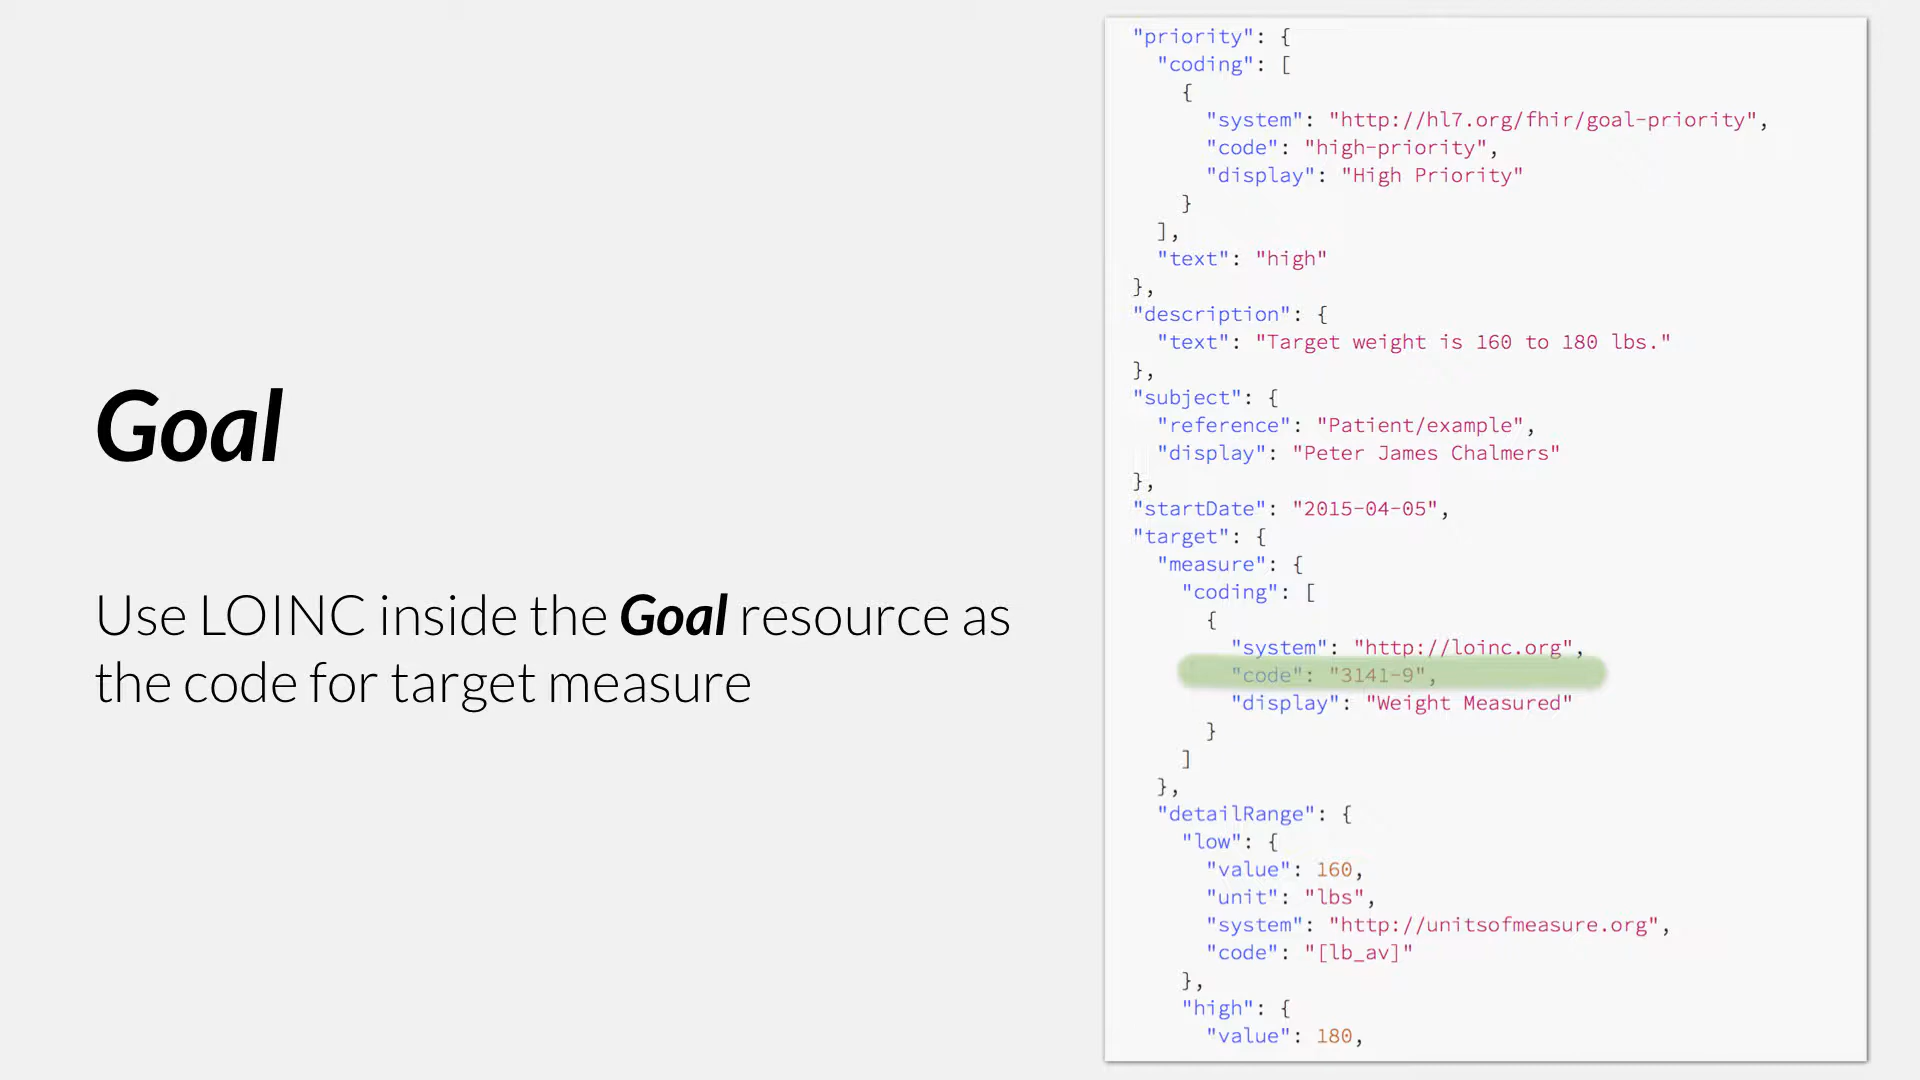 Goal
Use LOINC inside the Goal resource as
the code for target measure
"priority": {
"coding": [
{
"system": "http://hl7.org/fhir/goal-priority",
"code": "high-priority",
"display": "High Priority"
}
],
"text": "high"
},
"description": {
"text": "Target weight is 160 to 180 lbs."
},
"subject": {
"reference": "Patient/example",
"display": "Peter James Chalmers"
},
"startDate": "2015-04-05",
"target": {
"measure": {
"coding": [
{
"system": "http://loinc.org",
"code": "3141-9",
"display": "Weight Measured"
}
]
},
"detailRange": {
"low": {
"value": 160,
"unit": "lbs",
"system": "http://unitsofmeasure.org",
"code": "[lb_av]"
},
"high": {
"value": 180,